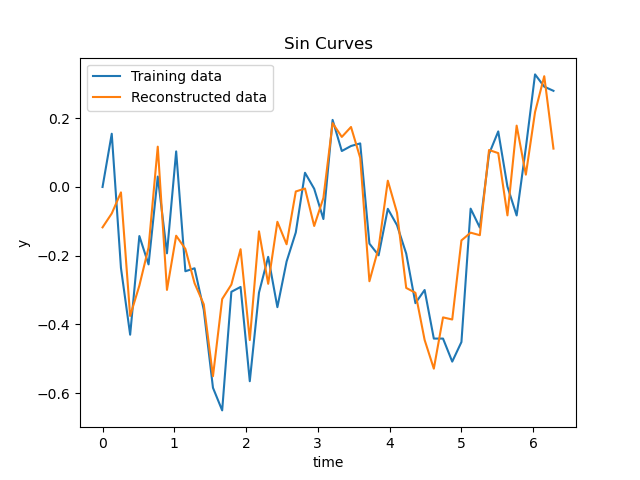 Sin Curves
Training data
Reconstructed data
0.2
0.0
−0.2
−0.4
−0.6
y
0 1 2 3 4 5 6
time